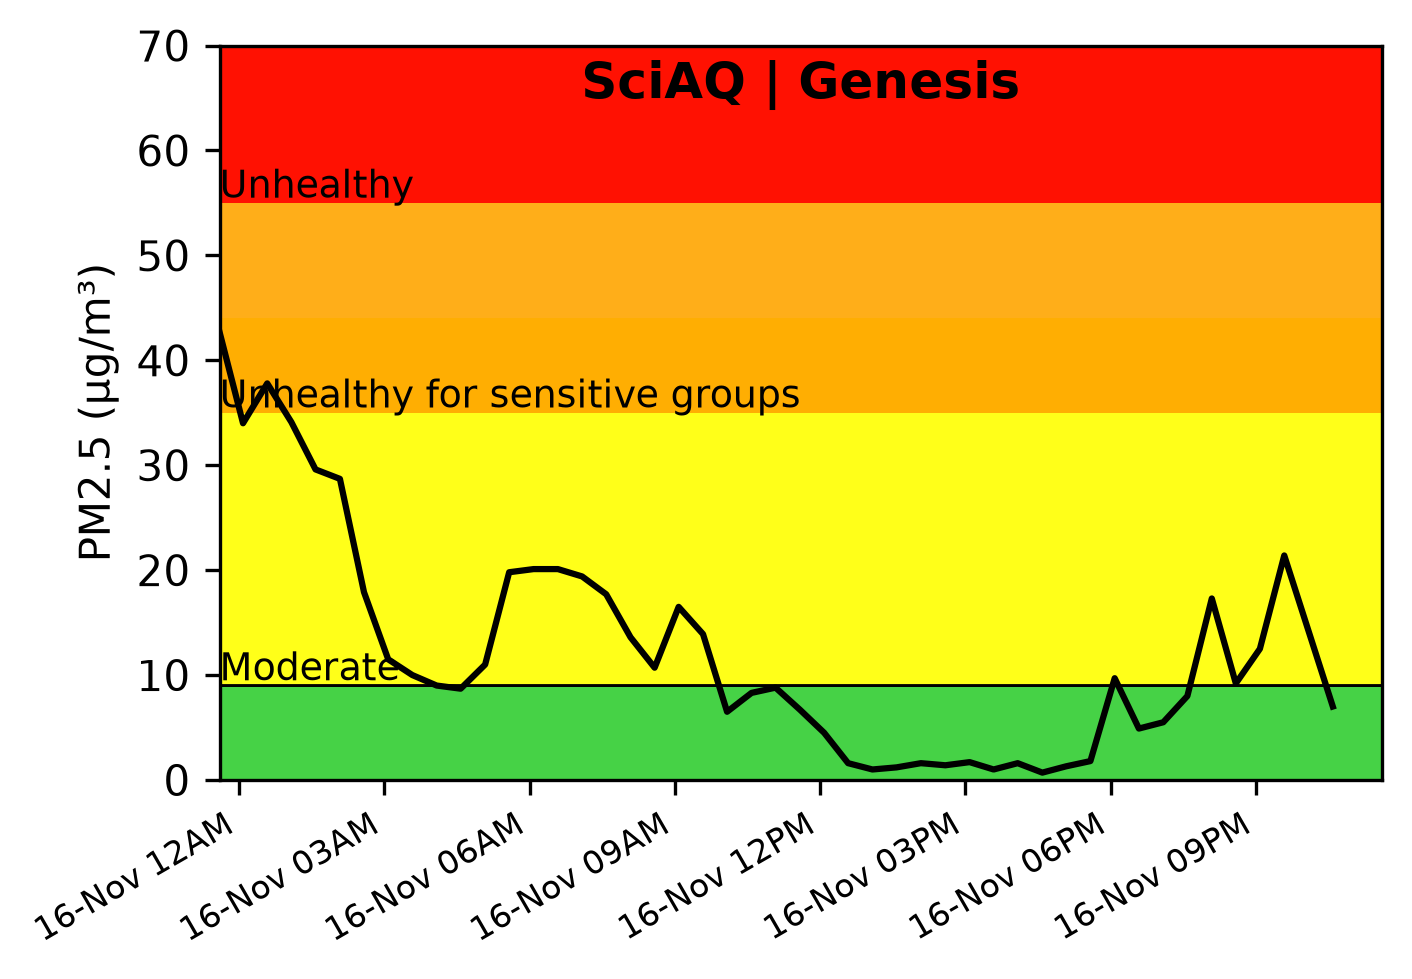 SciAQ | Genesis
70
60
Unhealthy
50
40
Unhealthy for sensitive groups
30
20
Moderate
10
0
PM2.5 (µg/m³)
16-Nov 12AM
16-Nov 03AM
16-Nov 06AM
16-Nov 09AM
16-Nov 12PM
16-Nov 03PM
16-Nov 06PM
16-Nov 09PM